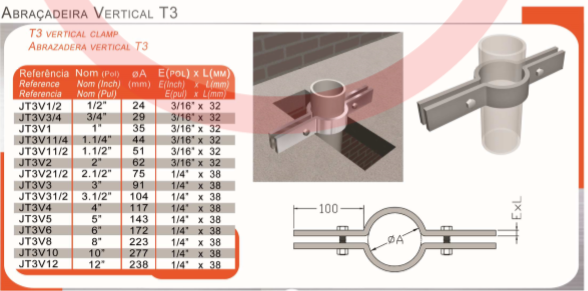 Abraçadeira Vertical T3
T3 vertical clamp
Abrazadera vertical T3
Referência Nom (Pol) øA E(pol) x L(mm)
Reference Nom (Inch) (mm) E(Inch) x L(mm)
Referencia Nom (Pul) E(pul) x L(mm)
JT3V1/2 1/2" 24 3/16" x 32
JT3V3/4 3/4" 29 3/16" x 32
JT3V1 1" 35 3/16" x 32
JT3V11/4 1.1/4" 44 3/16" x 32
JT3V11/2 1.1/2" 51 3/16" x 32
JT3V2 2" 62 3/16" x 32
JT3V21/2 2.1/2" 75 1/4" x 38
JT3V3 3" 91 1/4" x 38
JT3V31/2 3.1/2" 104 1/4" x 38
JT3V4 4" 117 1/4" x 38
JT3V5 5" 143 1/4" x 38
JT3V6 6" 172 1/4" x 38
JT3V8 8" 223 1/4" x 38
JT3V10 10" 277 1/4" x 38
JT3V12 12" 238 1/4" x 38
100
øA
ExL